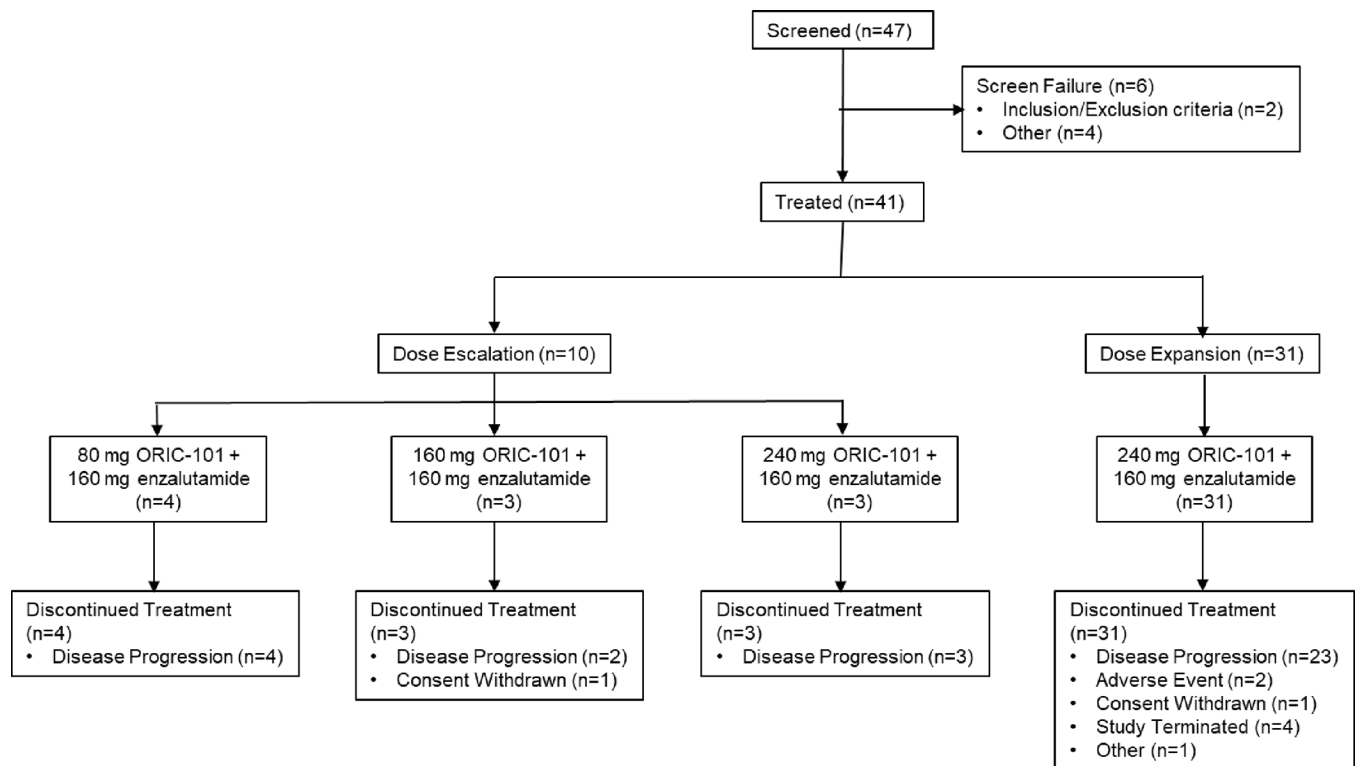 Screened (n=47)
Screen Failure (n=6)
• Inclusion/Exclusion criteria (n=2)
• Other (n=4)
Treated (n=41)
Dose Escalation (n=10)
Dose Expansion (n=31)
80 mg ORIC-101 +
160 mg enzalutamide
(n=4)
160 mg ORIC-101 +
160 mg enzalutamide
(n=3)
240 mg ORIC-101 +
160 mg enzalutamide
(n=3)
240 mg ORIC-101 +
160 mg enzalutamide
(n=31)
Discontinued Treatment
(n=4)
• Disease Progression (n=4)
Discontinued Treatment
(n=3)
• Disease Progression (n=2)
• Consent Withdrawn (n=1)
Discontinued Treatment
(n=3)
• Disease Progression (n=3)
Discontinued Treatment
(n=31)
• Disease Progression (n=23)
• Adverse Event (n=2)
• Consent Withdrawn (n=1)
• Study Terminated (n=4)
• Other (n=1)